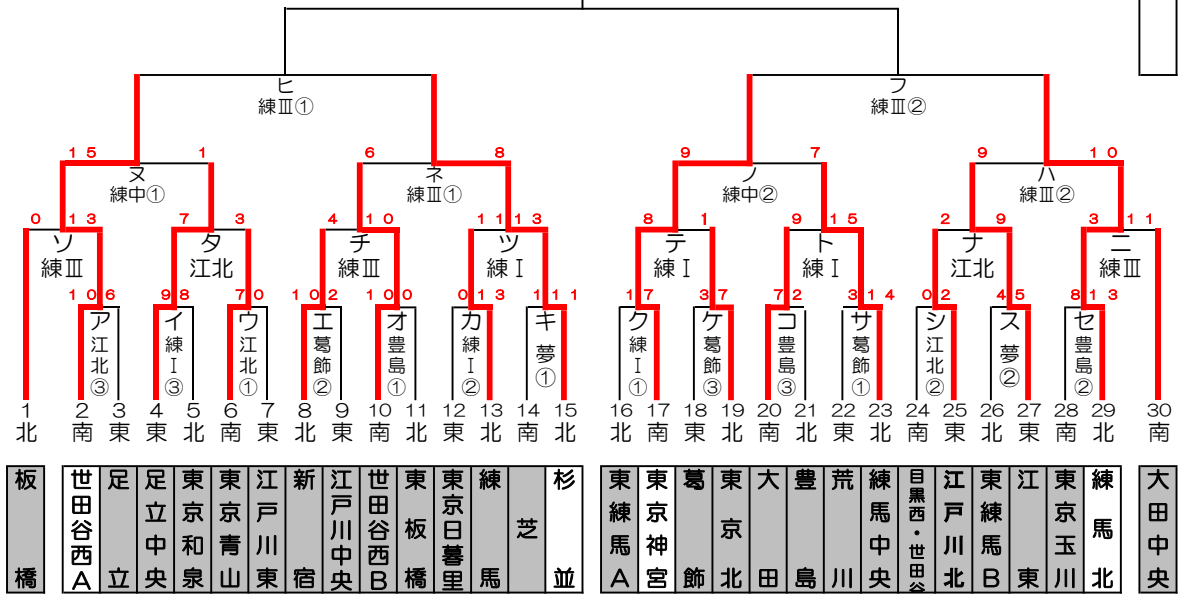 ヒ
練Ⅲ①
フ
練Ⅲ②
15 1
ヌ
練中①
6 8
ネ
練Ⅲ①
9 7
ノ
練中②
9 10
ハ
練Ⅲ②
0 13
ソ
練Ⅲ
7 3
タ
江北
4 10
チ
練Ⅲ
11 13
ツ
練Ⅰ
8 1
テ
練Ⅰ
9 15
ト
練Ⅰ
2 9
ナ
江北
3 11
ニ
練Ⅲ
10 6
ア
江北③
9 8
イ
練Ⅰ③
7 0
ウ
江北①
10 2
エ
葛飾②
10 0
オ
豊島①
0 13
カ
練Ⅰ②
1 11
キ
夢①
1 7
ク
練Ⅰ①
3 7
ケ
葛飾③
7 2
コ
豊島③
3 14
サ
葛飾①
0 2
シ
江北②
4 5
ス
夢②
8 13
セ
豊島②
1 2 3 4 5 6 7 8 9 10 11 12 13 14 15 16 17 18 19 20 21 22 23 24 25 26 27 28 29 30
北 南 東 東 北 南 東 北 東 南 北 東 北 南 北 北 南 東 北 南 北 東 北 南 東 北 東 南 北 南
板橋
世田谷西A
足立
足立中央
東京和泉
東京青山
江戸川東
新宿
江戸川中央
世田谷西B
東板橋
東京日暮里
練馬
芝
杉並
東練馬A
東京神宮
葛飾
東京北
大田
豊島
荒川
練馬中央
目黒西・世田谷
江戸川北
東練馬B
江東
東京玉川
練馬北
大田中央